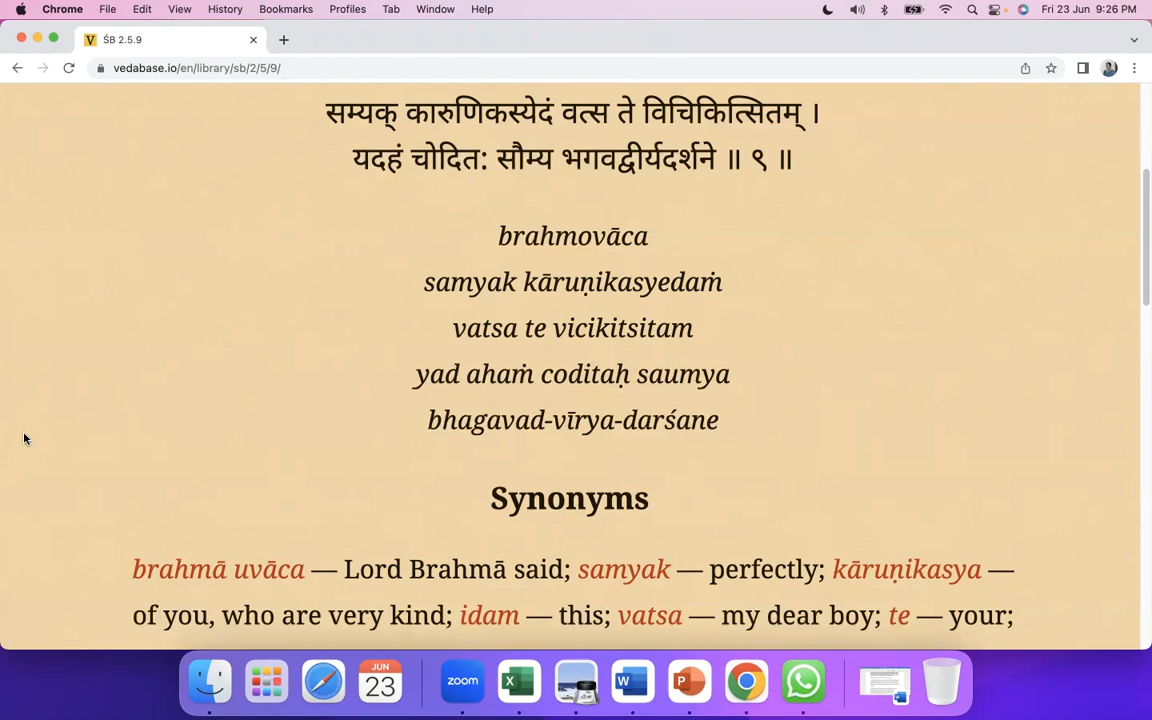 Chrome File Edit View History Bookmarks Profiles Tab Window Help Fri 23 Jun 9:26 PM
V ŚB 2.5.9
vedabase.io/en/library/sb/2/5/9/
सम्यक् कारुणिकस्येदं वत्स ते विचिकित्सितम् ।
यदहं चोदित: सौम्य भगवद्वीर्यदर्शने ॥ ९ ॥
brahmovāca
samyak kāruṇikasyedaṁ
vatsa te vicikitsitam
yad ahaṁ coditaḥ saumya
bhagavad-vīrya-darśane
Synonyms
brahmā uvāca — Lord Brahmā said; samyak — perfectly; kāruṇikasya —
of you, who are very kind; idam — this; vatsa — my dear boy; te — your;
JUN
23
zoom
X
W
P